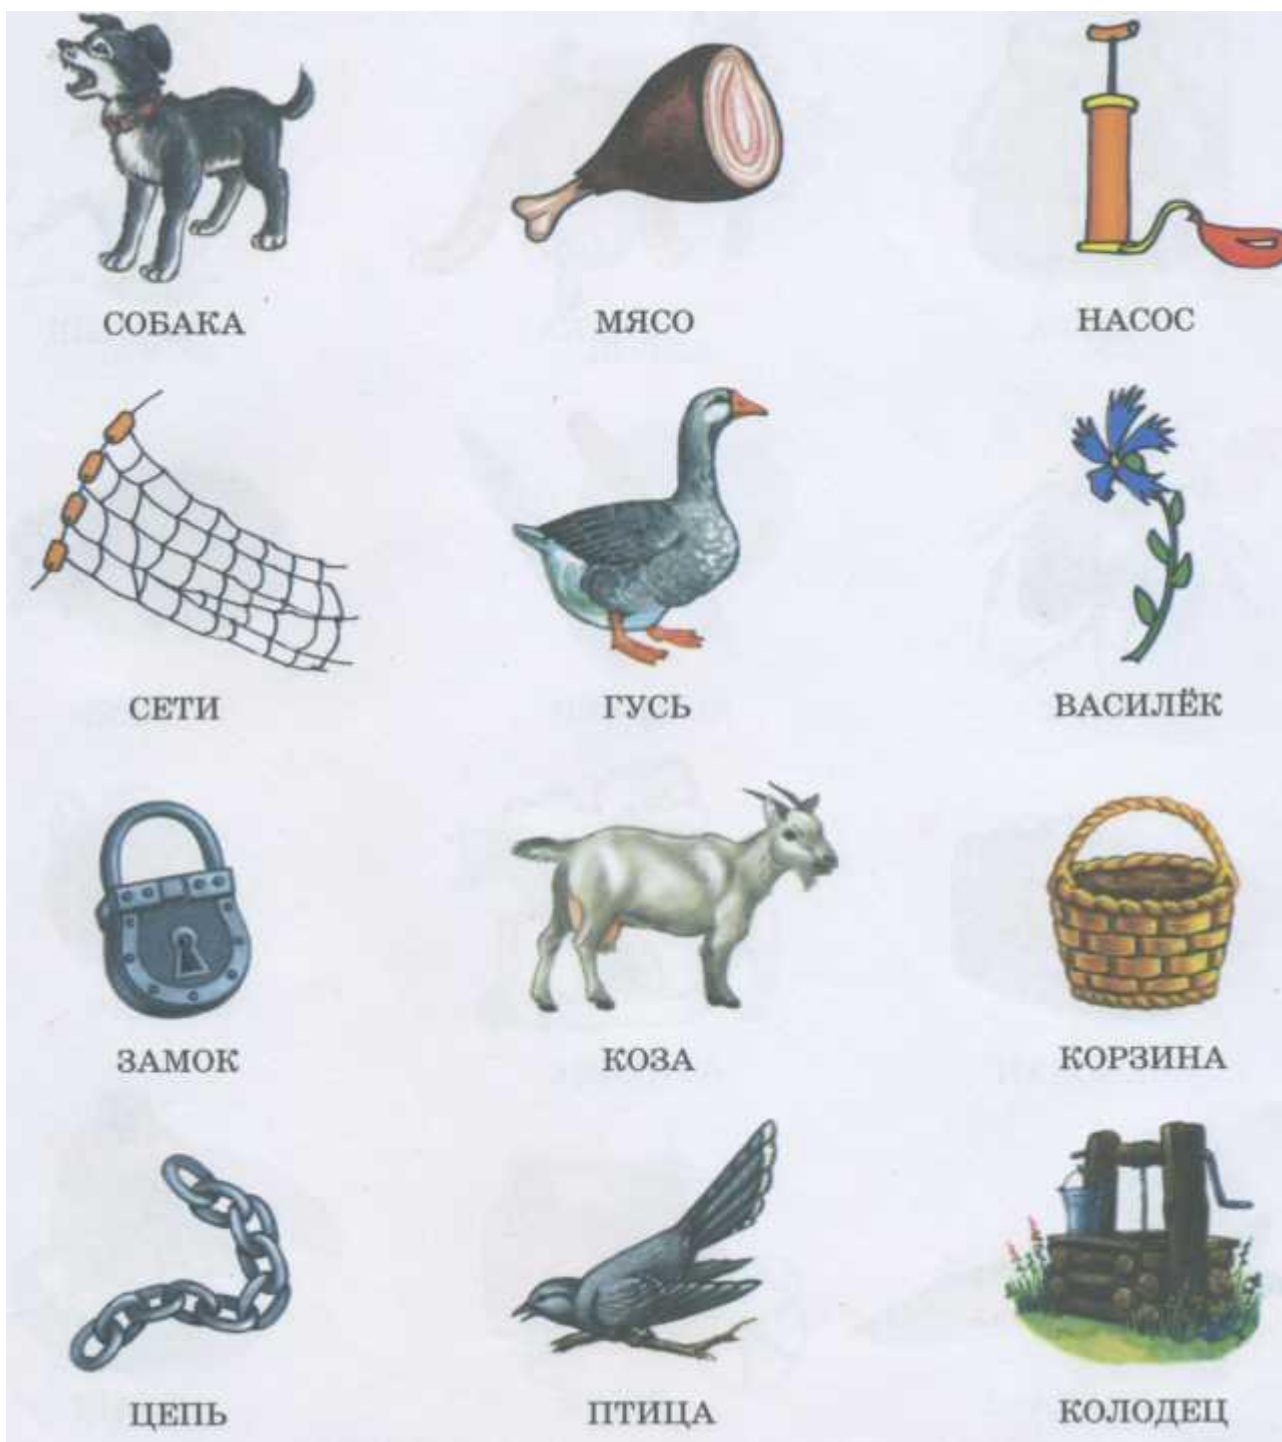 СОБАКА
МЯСО
НАСОС
СЕТИ
ГУСЬ
ВАСИЛЁК
ЗАМОК
КОЗА
КОРЗИНА
ЦЕПЬ
ПТИЦА
КОЛОДЕЦ